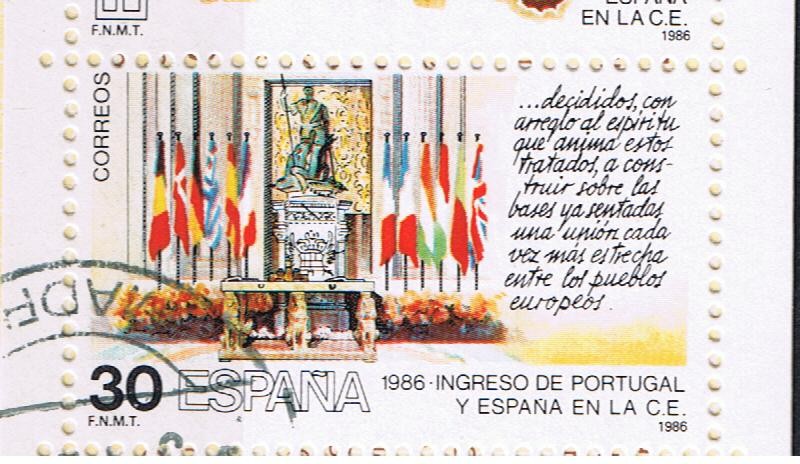 F.N.M.T.
ESPAÑA
EN LA C.E.
1986
CORREOS
...decididos, con
arreglo al espíritu
que anima estos
tratados, a cons-
truir sobre las
bases ya sentadas
una unión cada
vez más estrecha
entre los pueblos
europeos.
30 ESPAÑA
F.N.M.T.
1986·INGRESO DE PORTUGAL
Y ESPAÑA EN LA C.E.
1986